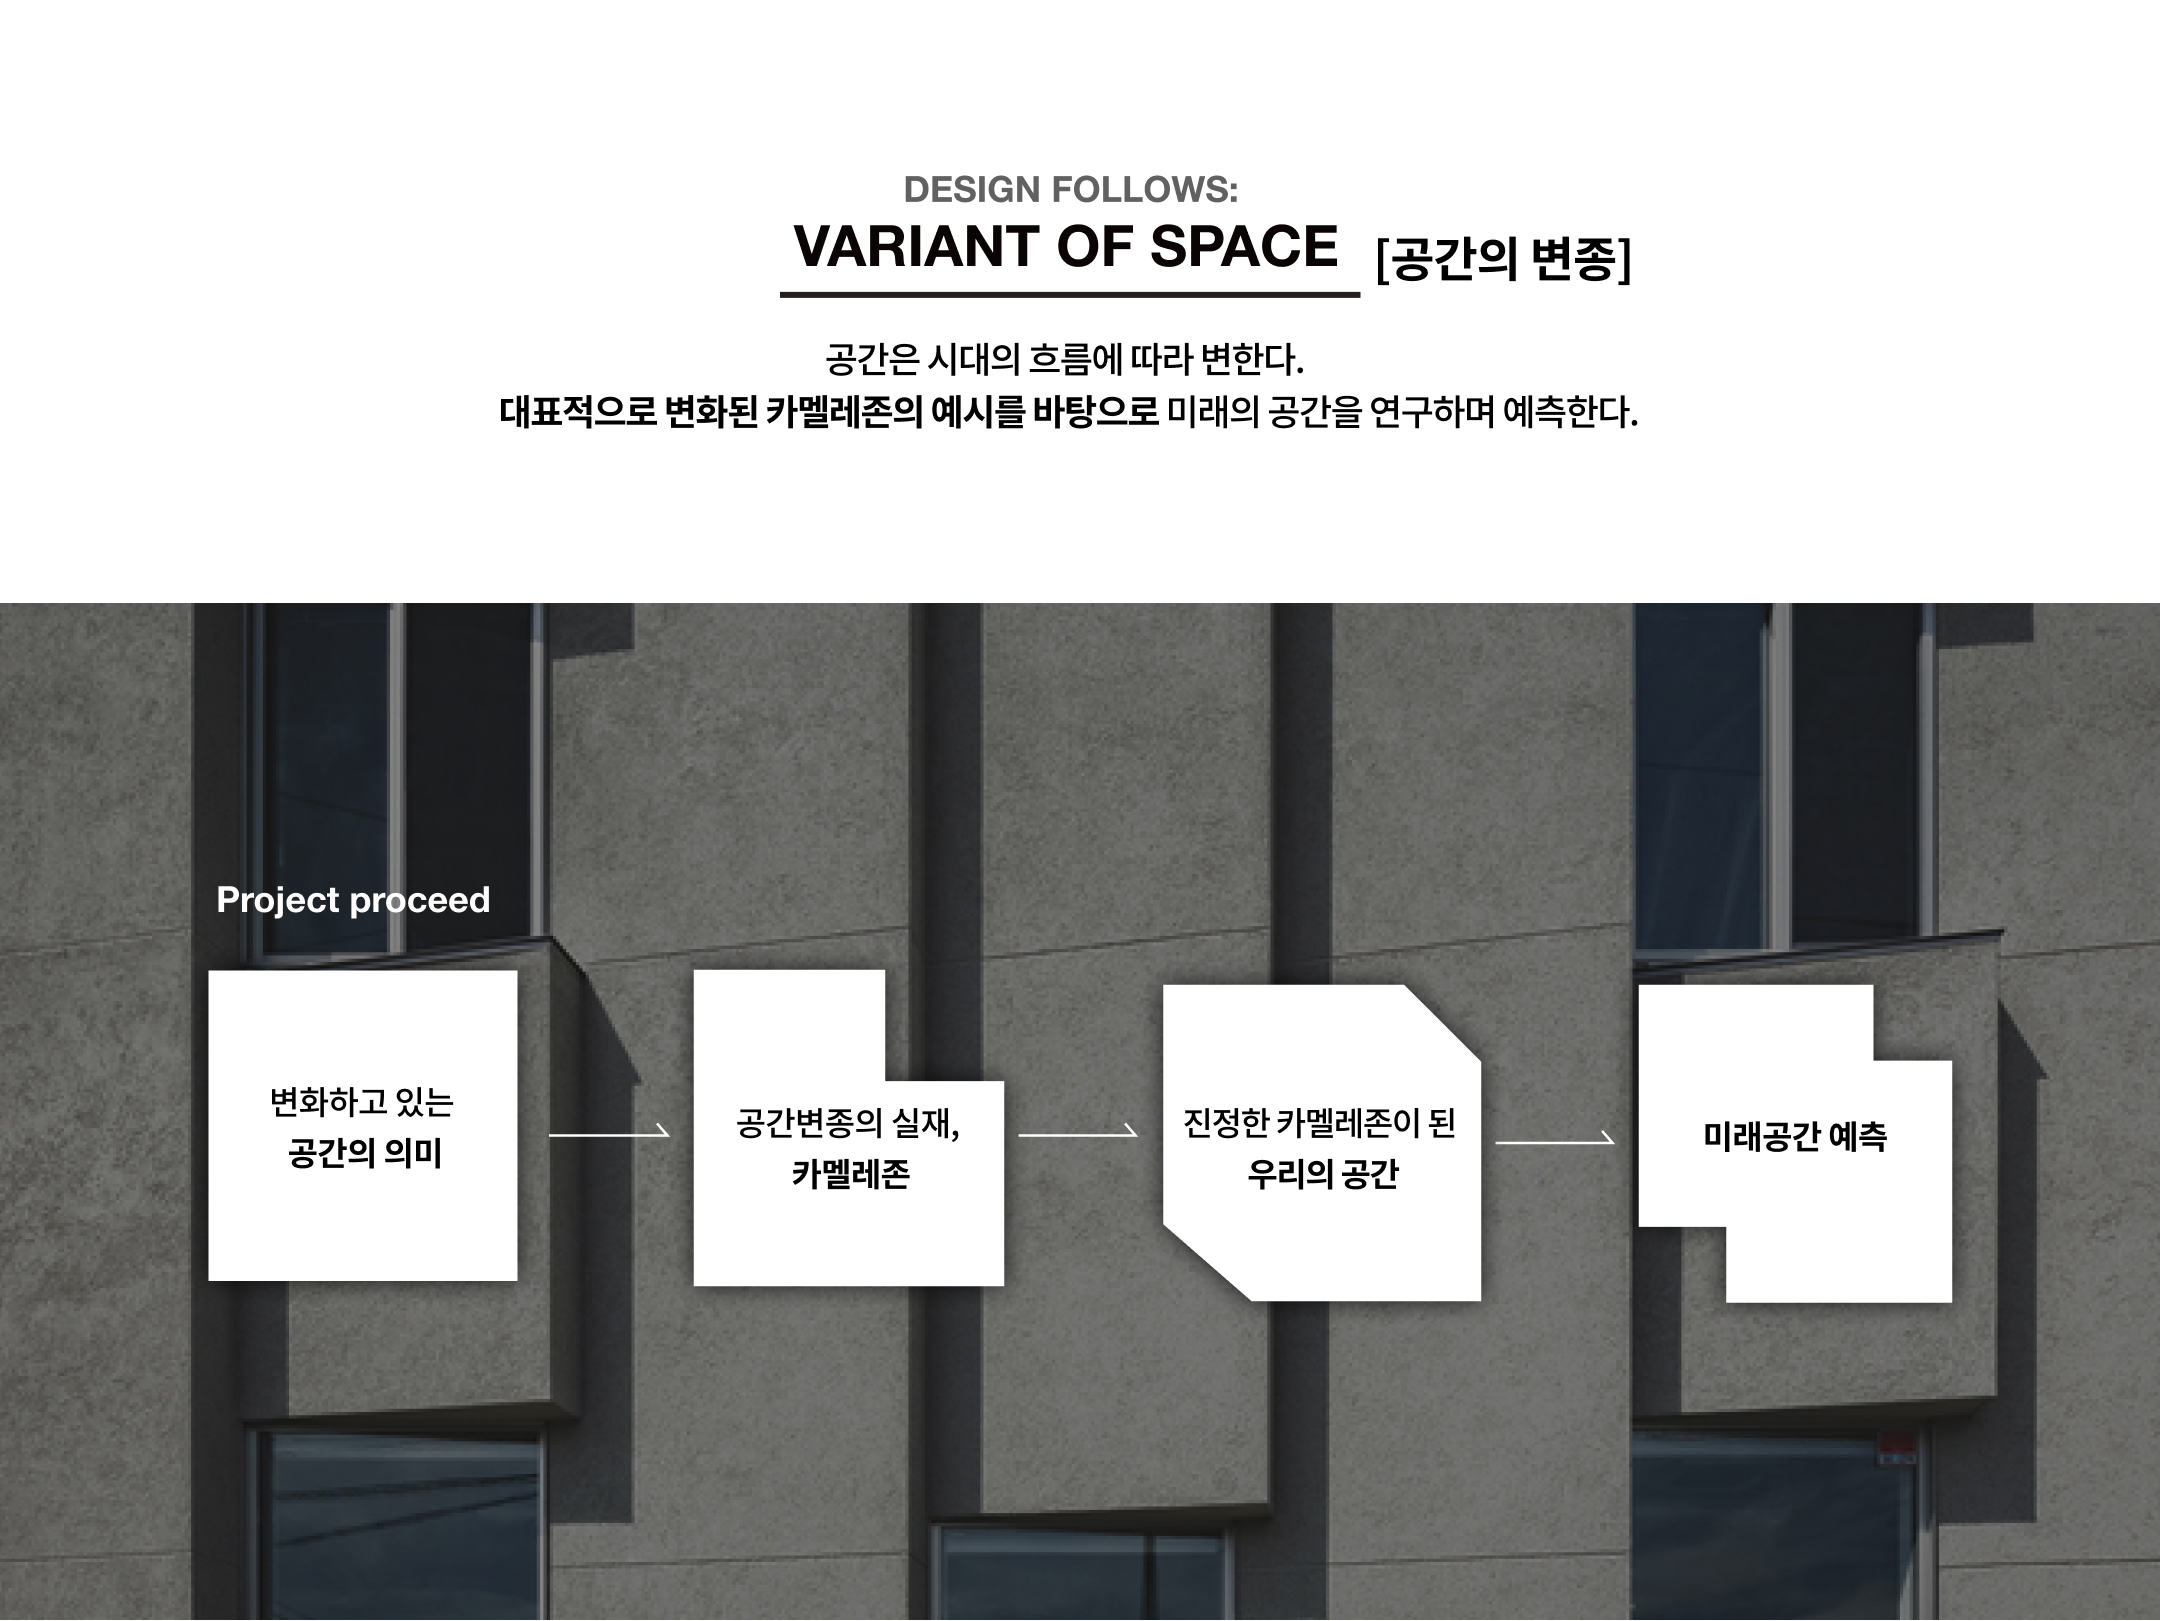 DESIGN FOLLOWS:
VARIANT OF SPACE [공간의 변종]
공간은 시대의 흐름에 따라 변한다.
대표적으로 변화된 카멜레존의 예시를 바탕으로 미래의 공간을 연구하며 예측한다.
Project proceed
변화하고 있는
공간의 의미
공간변종의 실재,
카멜레존
진정한 카멜레존이 된
우리의 공간
미래공간 예측